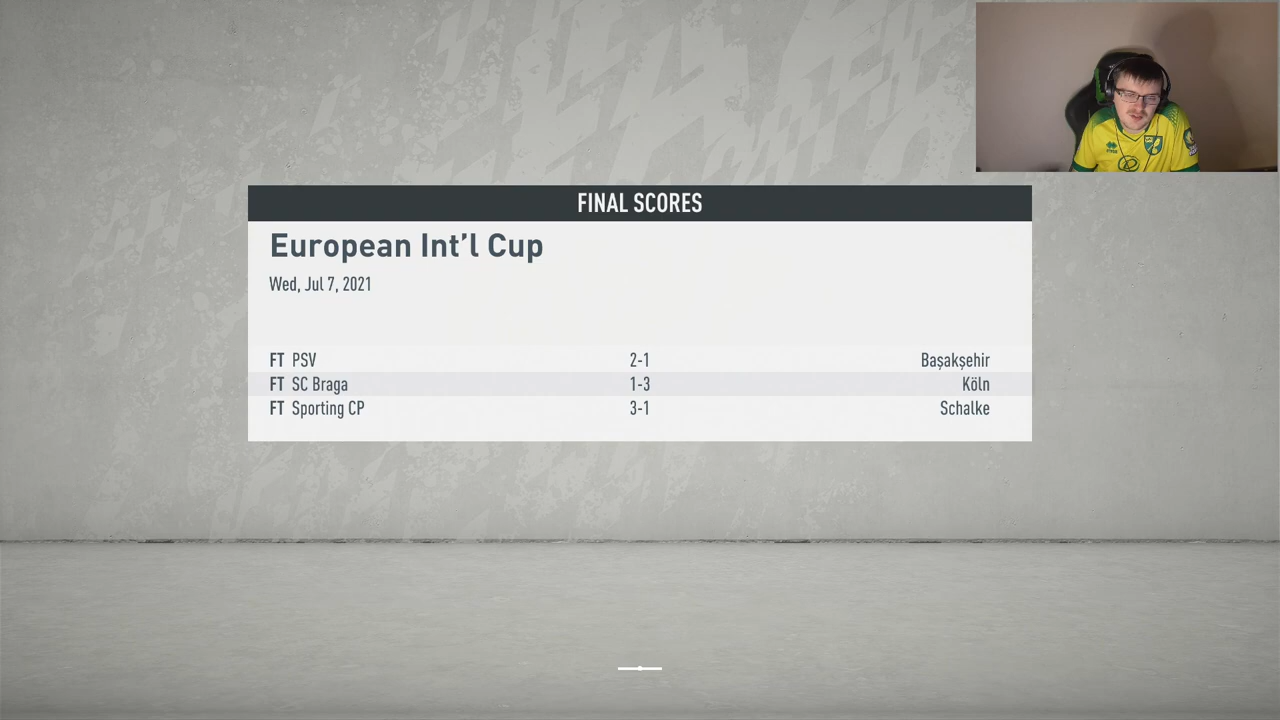 FINAL SCORES
European Int'l Cup
Wed, Jul 7, 2021
FT PSV 2-1 Başakşehir
FT SC Braga 1-3 Köln
FT Sporting CP 3-1 Schalke